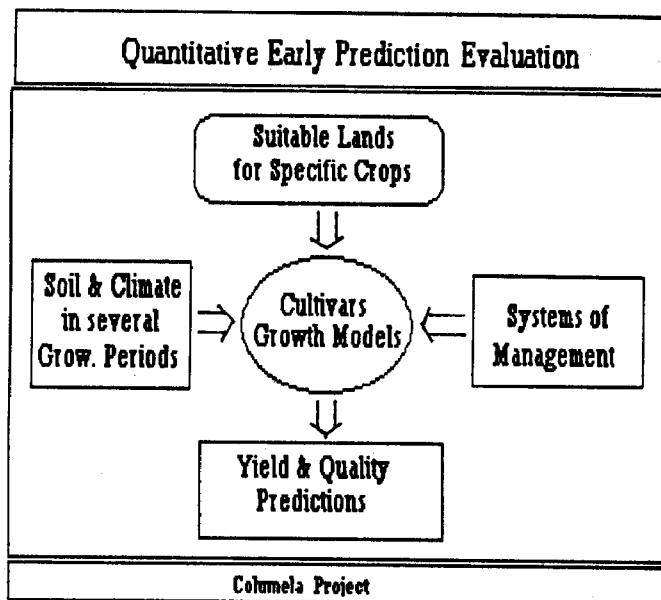 Quantitative Early Prediction Evaluation
Suitable Lands
for Specific Crops
Soil & Climate
in several
Grow. Periods
Cultivars
Growth Models
Systems of
Management
Yield & Quality
Predictions
Columela Project